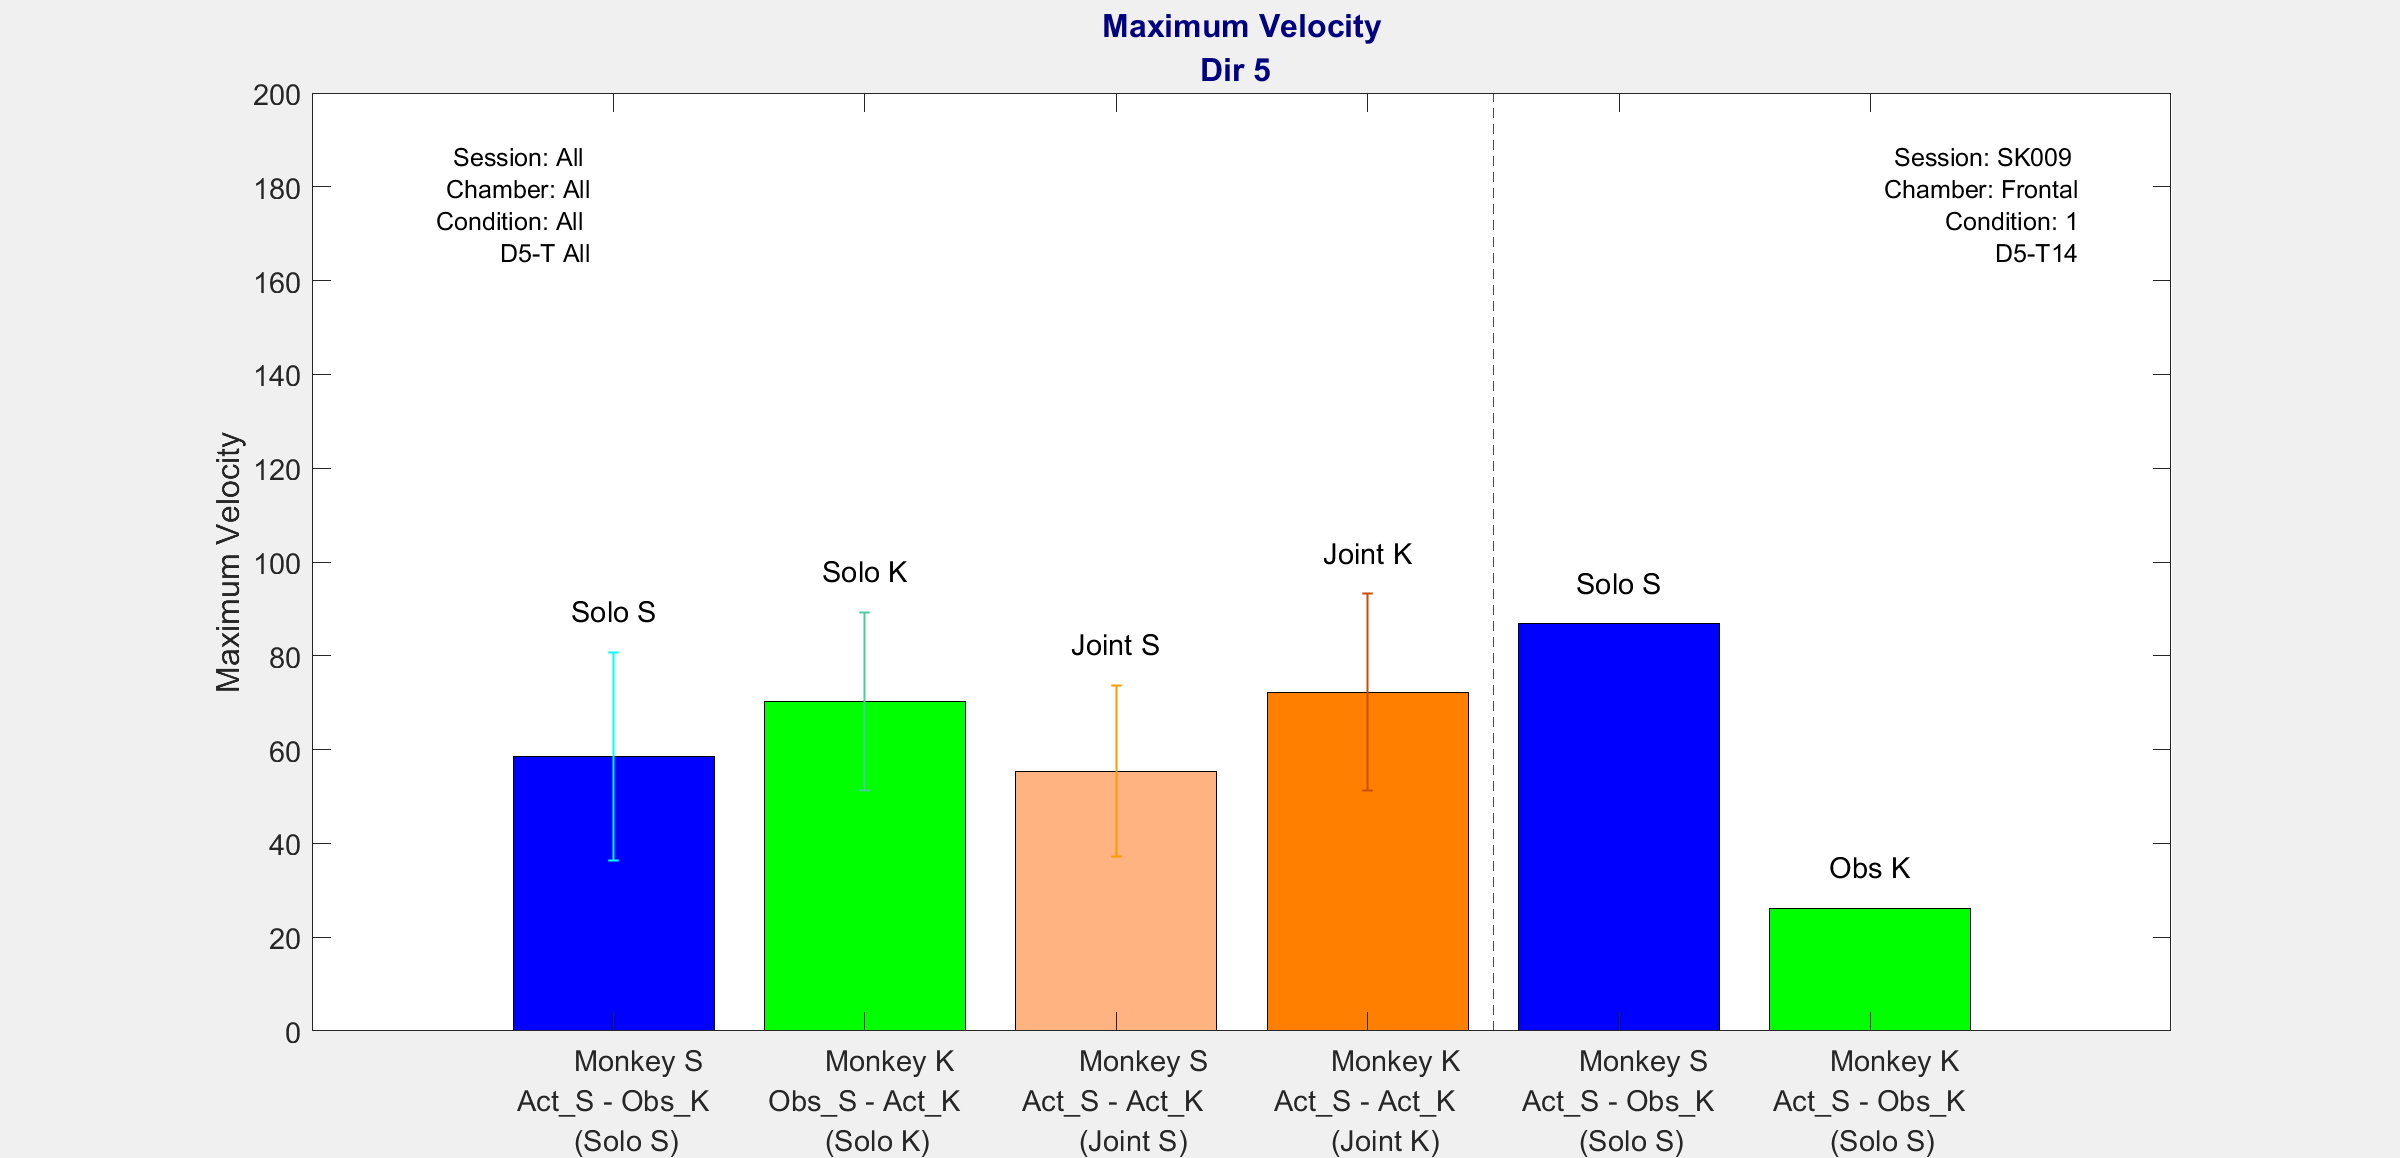 Maximum Velocity
Dir 5
Session: All
Chamber: All
Condition: All
D5-T All
Session: SK009
Chamber: Frontal
Condition: 1
D5-T14
Maximum Velocity
200
180
160
140
120
100
80
60
40
20
0
Solo S
Solo K
Joint S
Joint K
Solo S
Obs K
Monkey S
Act_S - Obs_K
(Solo S)
Monkey K
Obs_S - Act_K
(Solo K)
Monkey S
Act_S - Act_K
(Joint S)
Monkey K
Act_S - Act_K
(Joint K)
Monkey S
Act_S - Obs_K
(Solo S)
Monkey K
Act_S - Obs_K
(Solo S)